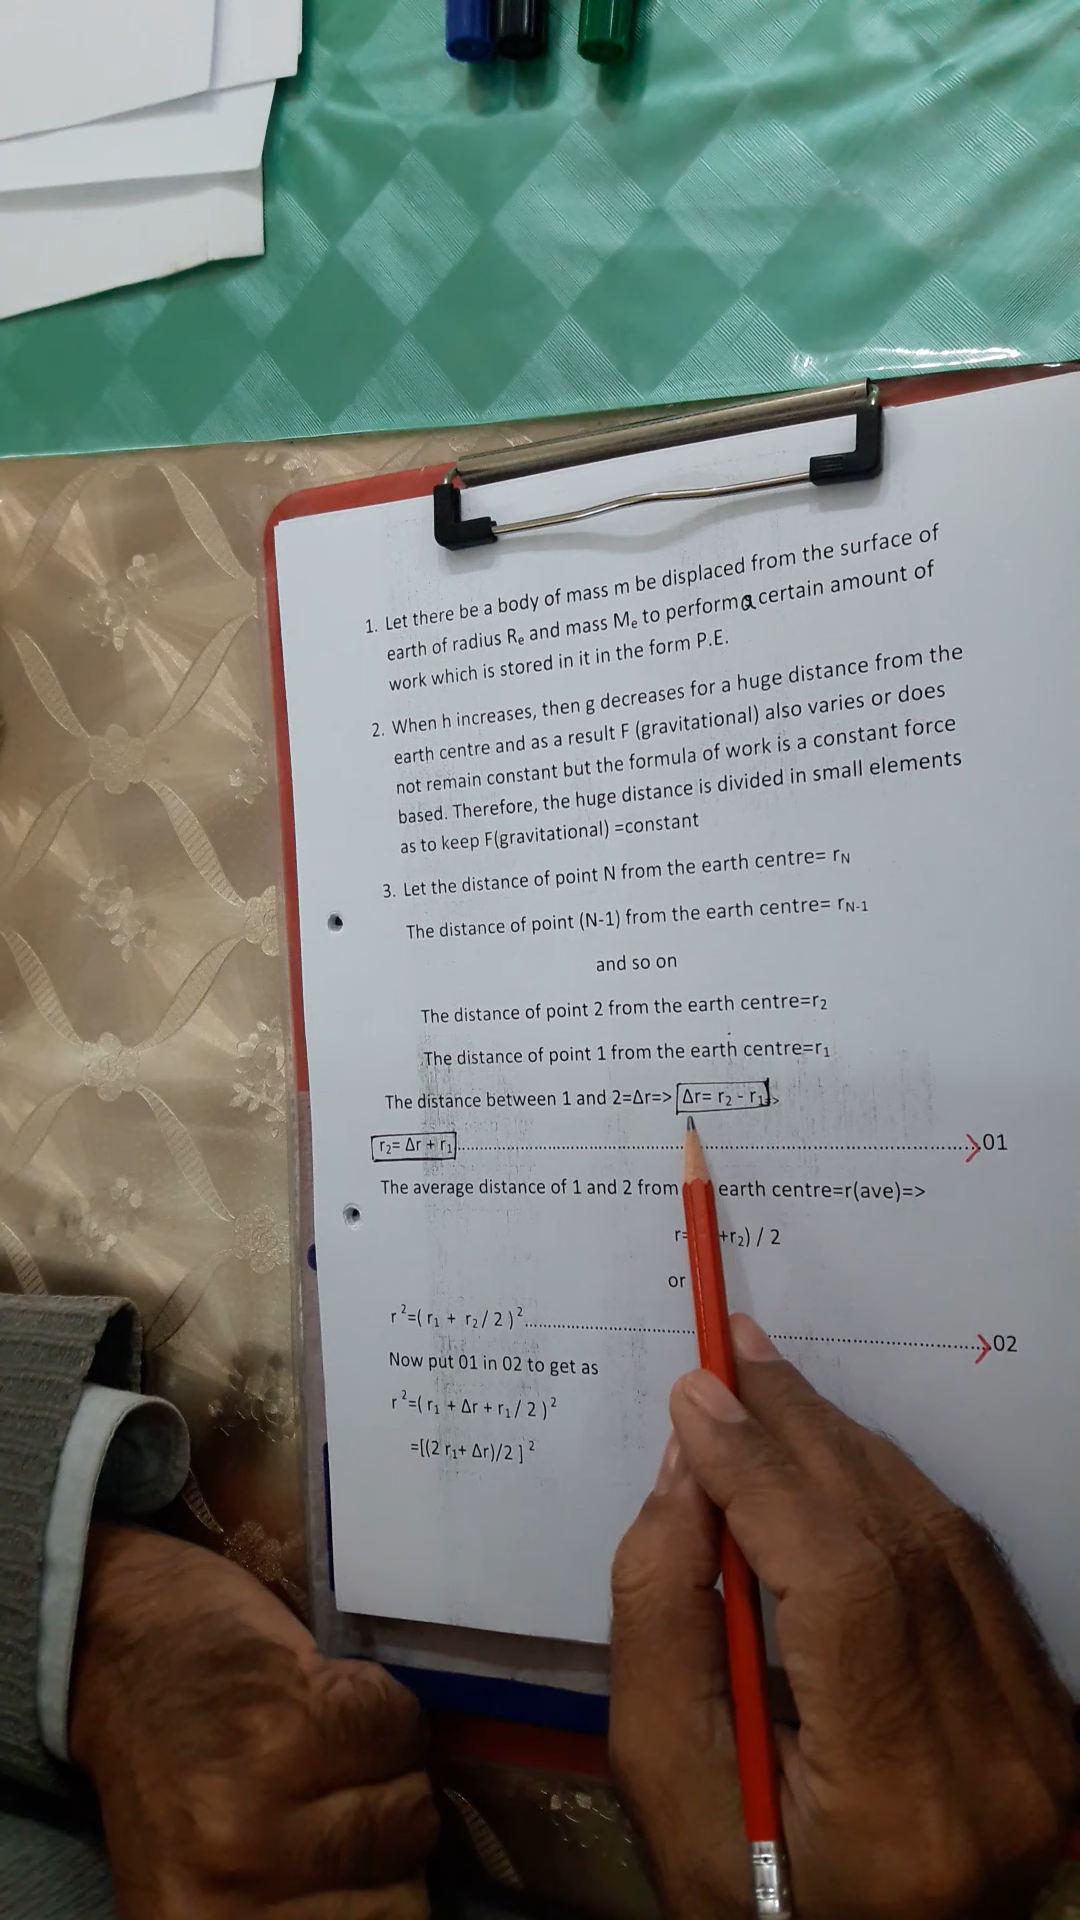 1. Let there be a body of mass m be displaced from the surface of
earth of radius Rₑ and mass Mₑ to perform a certain amount of
work which is stored in it in the form P.E.
2. When h increases, then g decreases for a huge distance from the
earth centre and as a result F (gravitational) also varies or does
not remain constant but the formula of work is a constant force
based. Therefore, the huge distance is divided in small elements
as to keep F(gravitational) =constant
3. Let the distance of point N from the earth centre= r_N
The distance of point (N-1) from the earth centre= r_N-1
and so on
The distance of point 2 from the earth centre=r₂
The distance of point 1 from the earth centre=r₁
The distance between 1 and 2=Δr=> Δr= r₂ - r₁=>
r₂= Δr + r₁..........01
The average distance of 1 and 2 from earth centre=r(ave)=>
r= +r₂) / 2
or
r²=( r₁ + r₂/ 2 )²..........02
Now put 01 in 02 to get as
r²=( r₁ + Δr + r₁/ 2 )²
=[(2 r₁+ Δr)/2 ]²